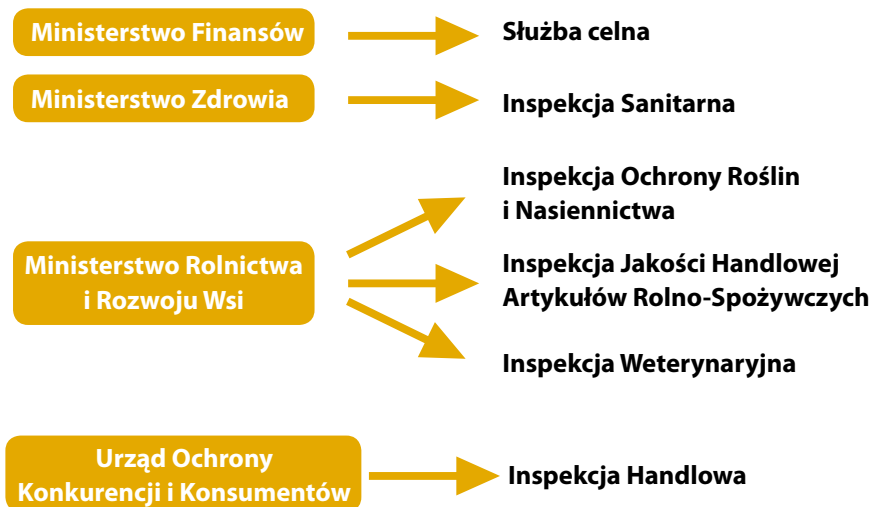 Ministerstwo Finansów
Służba celna
Ministerstwo Zdrowia
Inspekcja Sanitarna
Ministerstwo Rolnictwa
i Rozwoju Wsi
Inspekcja Ochrony Roślin
i Nasiennictwa
Inspekcja Jakości Handlowej
Artykułów Rolno-Spożywczych
Inspekcja Weterynaryjna
Urząd Ochrony
Konkurencji i Konsumentów
Inspekcja Handlowa